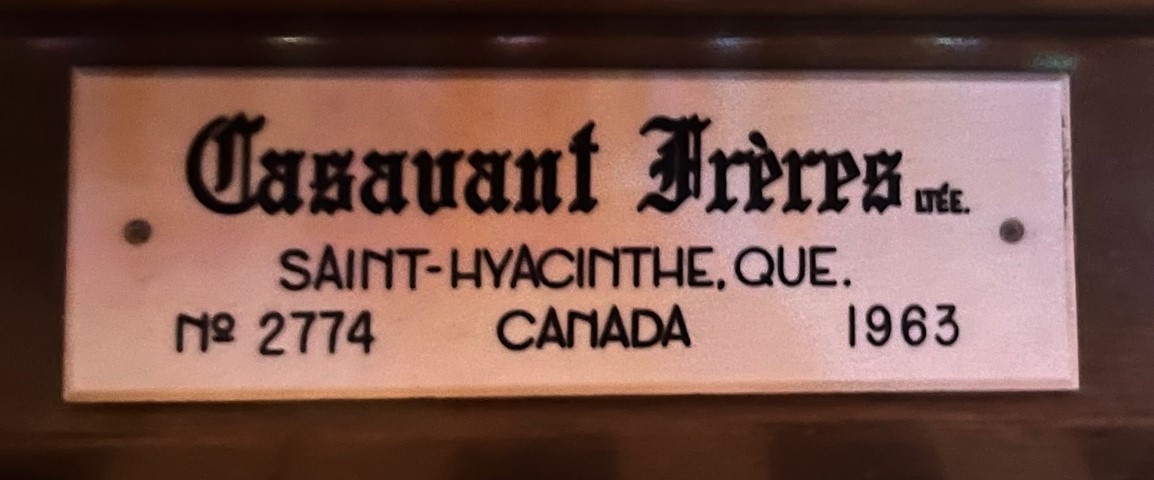 Casavant Frères LTÉE.
SAINT-HYACINTHE, QUE.
Nº 2774 CANADA 1963